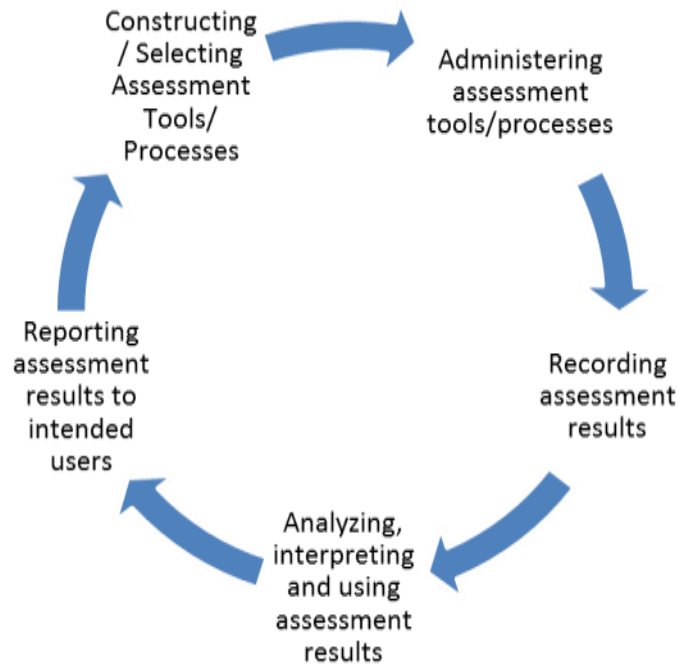 Constructing
/ Selecting
Assessment
Tools/
Processes
Administering
assessment
tools/processes
Recording
assessment
results
Analyzing,
interpreting
and using
assessment
results
Reporting
assessment
results to
intended
users